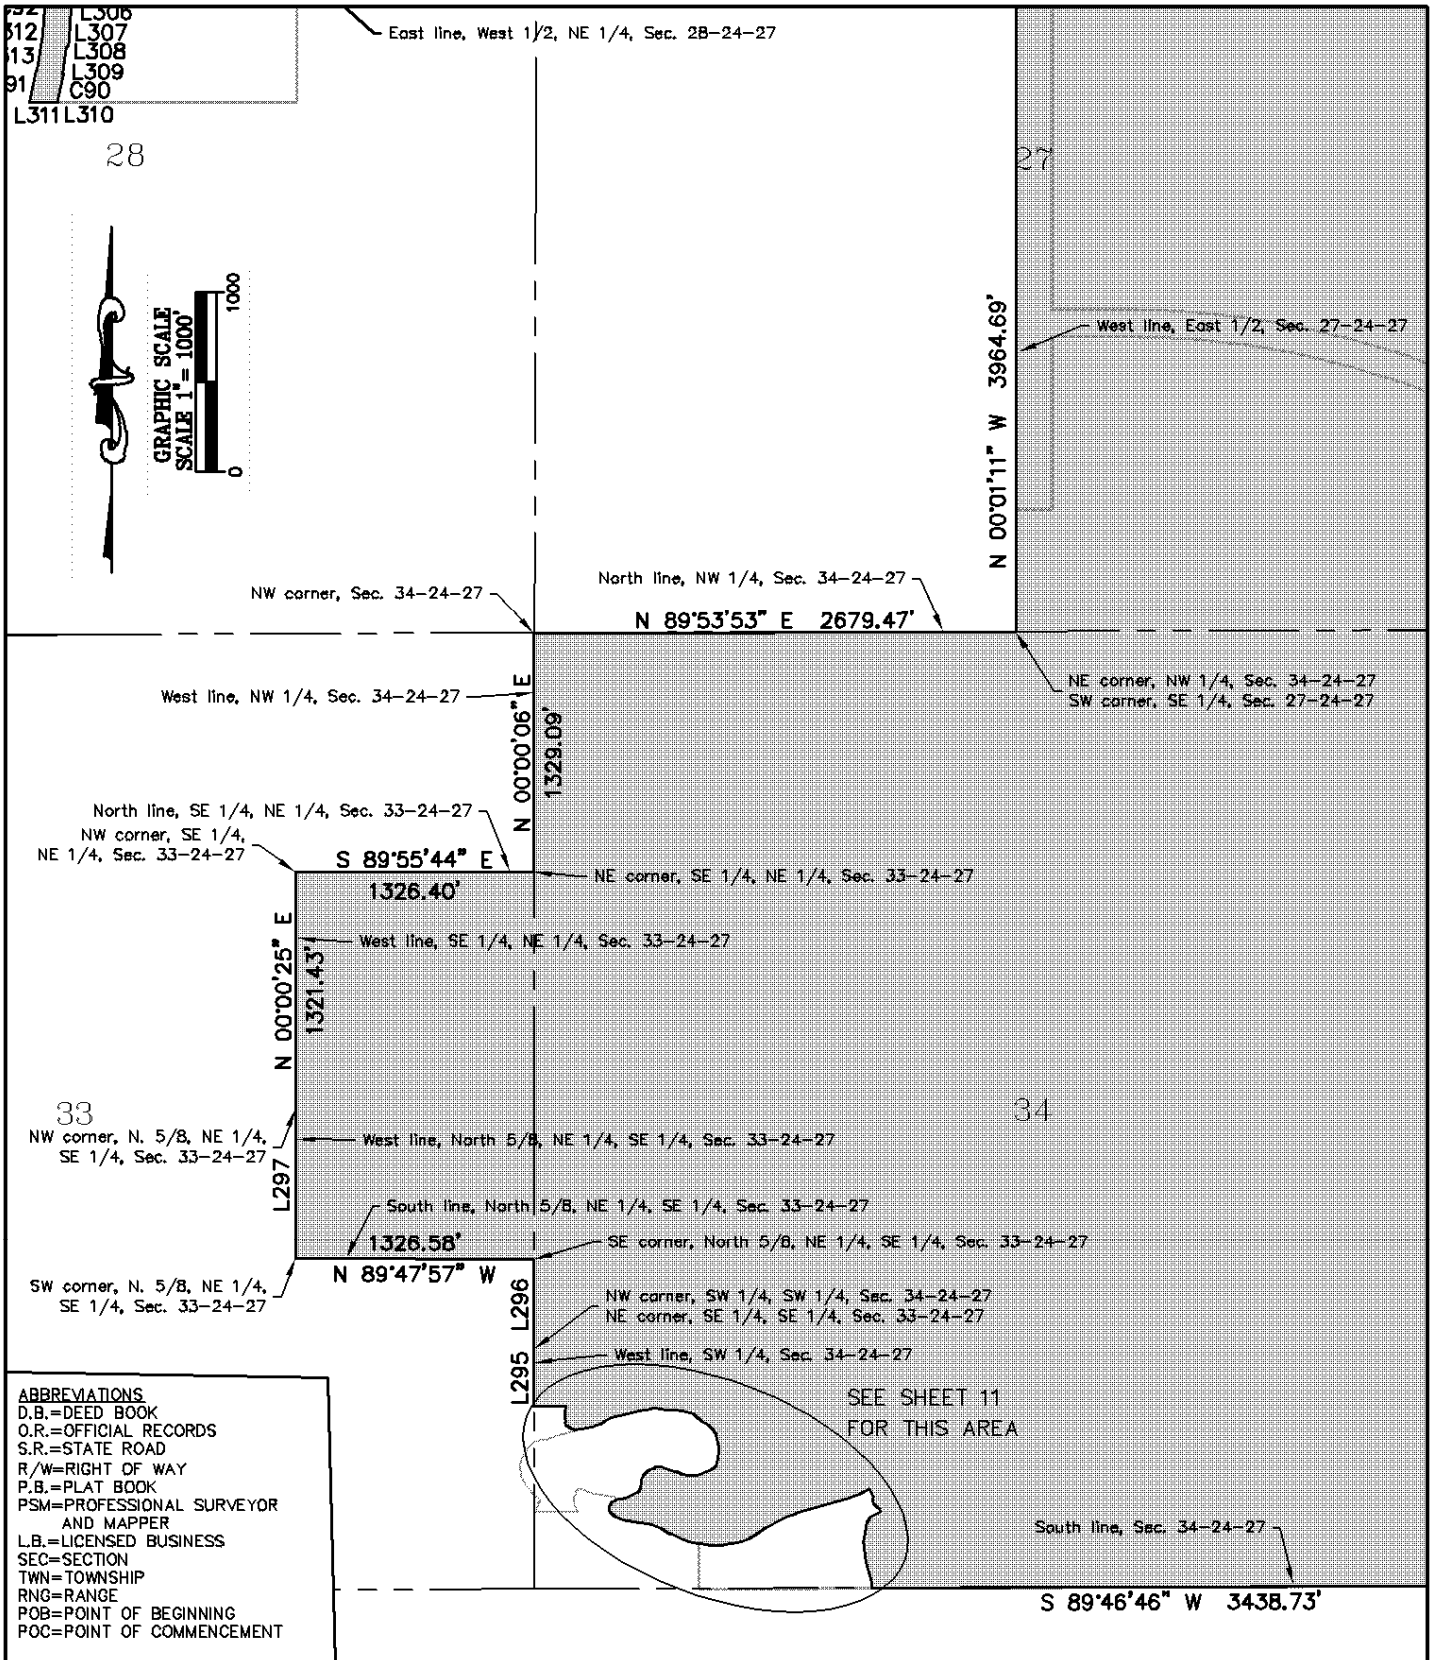 L306
312 L307
L308
L309
91 C90
L311 L310
East line, West 1/2, NE 1/4, Sec. 28-24-27
28
27
GRAPHIC SCALE
SCALE 1"= 1000'
0
1000
N 00°01'11" W 3964.69'
West line, East 1/2, Sec. 27-24-27
NW corner, Sec. 34-24-27
North line, NW 1/4, Sec. 34-24-27
N 89°53'53" E 2679.47'
NE corner, NW 1/4, Sec. 34-24-27
SW corner, SE 1/4, Sec. 27-24-27
West line, NW 1/4, Sec. 34-24-27
N 00°00'06" E
1329.09'
North line, SE 1/4, NE 1/4, Sec. 33-24-27
NW corner, SE 1/4,
NE 1/4, Sec. 33-24-27
S 89°55'44" E
1326.40'
NE corner, SE 1/4, NE 1/4, Sec. 33-24-27
N 00°00'25" E
1321.43'
West line, SE 1/4, NE 1/4, Sec. 33-24-27
33
34
NW corner, N. 5/8, NE 1/4,
SE 1/4, Sec. 33-24-27
West line, North 5/8, NE 1/4, SE 1/4, Sec. 33-24-27
L297
South line, North 5/8, NE 1/4, SE 1/4, Sec. 33-24-27
1326.58'
N 89°47'57" W
SE corner, North 5/8, NE 1/4, SE 1/4, Sec. 33-24-27
SW corner, N. 5/8, NE 1/4,
SE 1/4, Sec. 33-24-27
L296
NW corner, SW 1/4, SW 1/4, Sec. 34-24-27
NE corner, SE 1/4, SE 1/4, Sec. 33-24-27
L295
West line, SW 1/4, Sec. 34-24-27
SEE SHEET 11
FOR THIS AREA
South line, Sec. 34-24-27
S 89°46'46" W 3438.73'
ABBREVIATIONS
D.B.=DEED BOOK
O.R.=OFFICIAL RECORDS
S.R.=STATE ROAD
R/W=RIGHT OF WAY
P.B.=PLAT BOOK
PSM=PROFESSIONAL SURVEYOR
AND MAPPER
L.B.=LICENSED BUSINESS
SEC=SECTION
TWN=TOWNSHIP
RNG=RANGE
POB=POINT OF BEGINNING
POC=POINT OF COMMENCEMENT